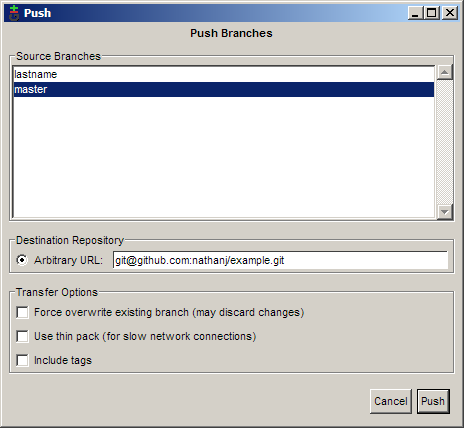 Push
Push Branches
Source Branches
lastname
master
Destination Repository
Arbitrary URL: git@github.com:nathanj/example.git
Transfer Options
Force overwrite existing branch (may discard changes)
Use thin pack (for slow network connections)
Include tags
Cancel Push